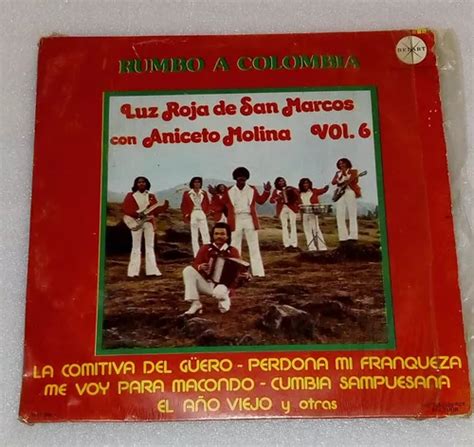 RUMBO A COLOMBIA
Luz Roja de San Marcos
con Aniceto Molina VOl. 6
LA COMITIVA DEL GÜERO - PERDONA MI FRANQUEZA
ME VOY PARA MACONDO - CUMBIA SAMPUESANA
EL AÑO VIEJO y otras